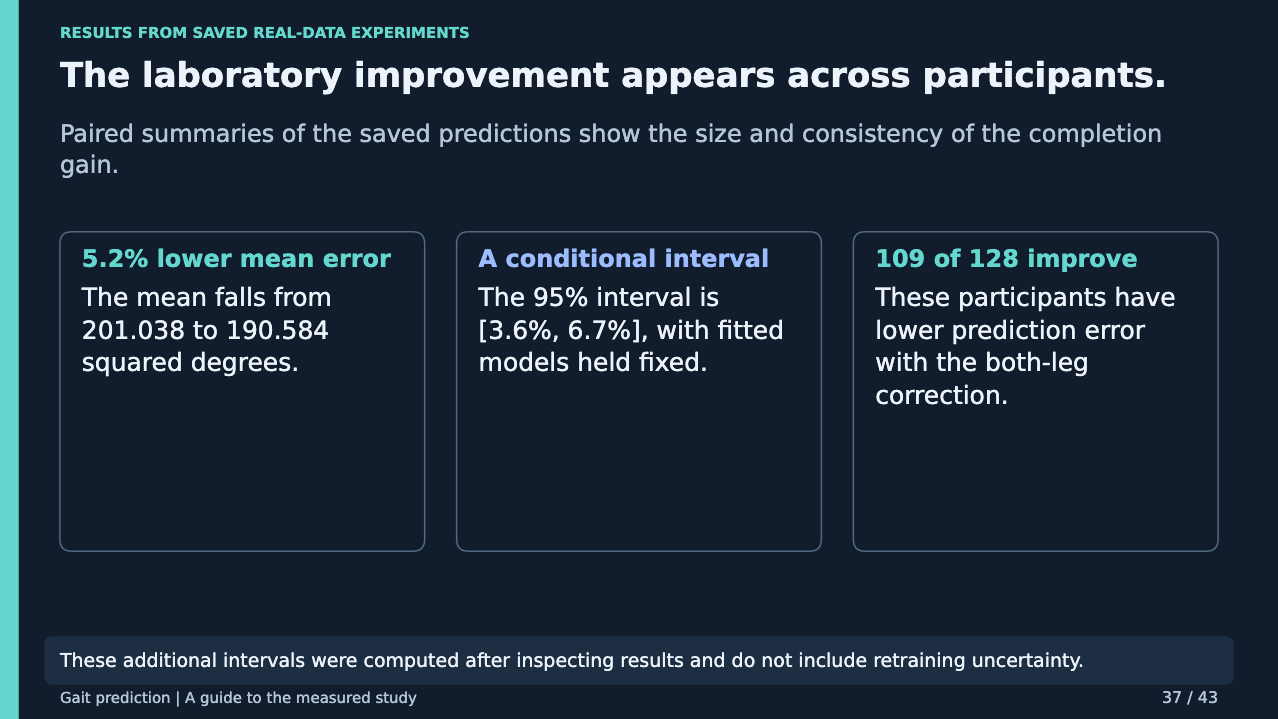 RESULTS FROM SAVED REAL-DATA EXPERIMENTS
The laboratory improvement appears across participants.
Paired summaries of the saved predictions show the size and consistency of the completion
gain.
5.2% lower mean error
The mean falls from
201.038 to 190.584
squared degrees.
A conditional interval
The 95% interval is
[3.6%, 6.7%], with fitted
models held fixed.
109 of 128 improve
These participants have
lower prediction error
with the both-leg
correction.
These additional intervals were computed after inspecting results and do not include retraining uncertainty.
Gait prediction | A guide to the measured study
37 / 43